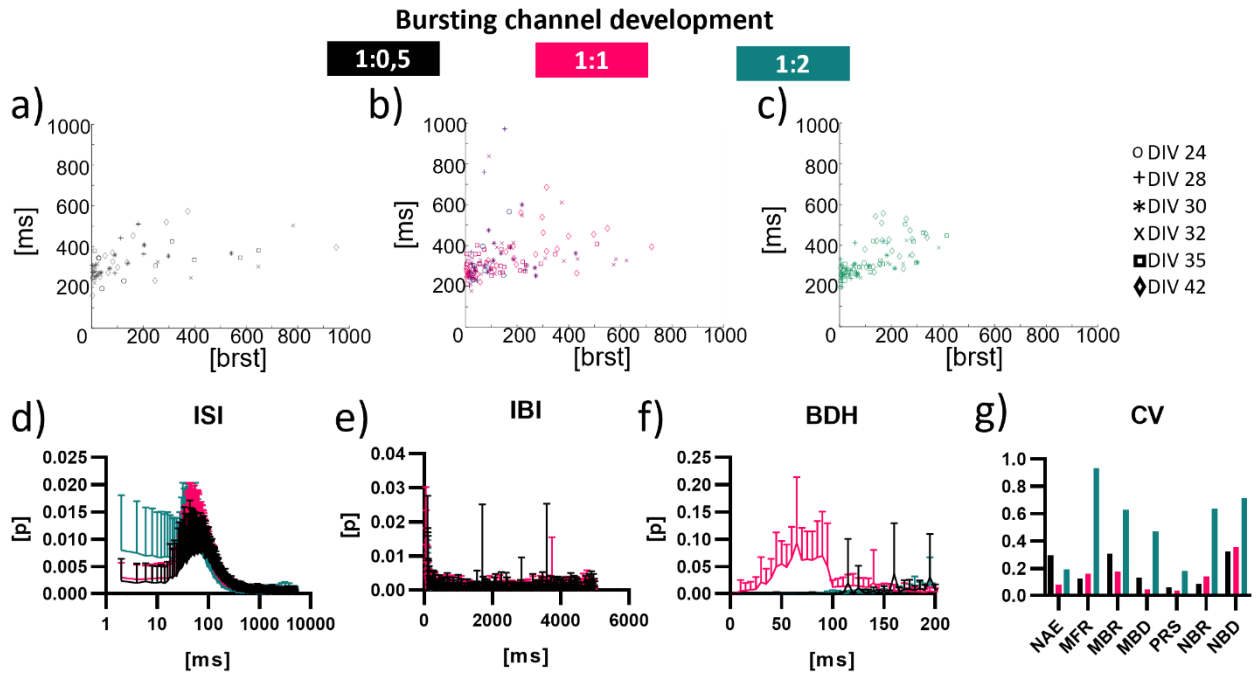 Bursting channel development
1:0,5 1:1 1:2
a) b) c)
1000 1000 1000
800 800 800
600 600 600
400 400 400
200 200 200
[ms] [ms] [ms]
0 200 400 600 800 1000
0 200 400 600 800 1000
0 200 400 600 800 1000
[brst] [brst] [brst]
DIV 24
DIV 28
DIV 30
DIV 32
DIV 35
DIV 42
d) ISI
[p]
0.025
0.020
0.015
0.010
0.005
0.000
1 10 100 1000 10000
[ms]
e) IBI
[p]
0.04
0.03
0.02
0.01
0.00
0 2000 4000 6000
[ms]
f) BDH
[p]
0.25
0.20
0.15
0.10
0.05
0.00
0 50 100 150 200
[ms]
g) CV
1.0
0.8
0.6
0.4
0.2
0.0
NAE MFR MBR MBD PRS NBR NBD